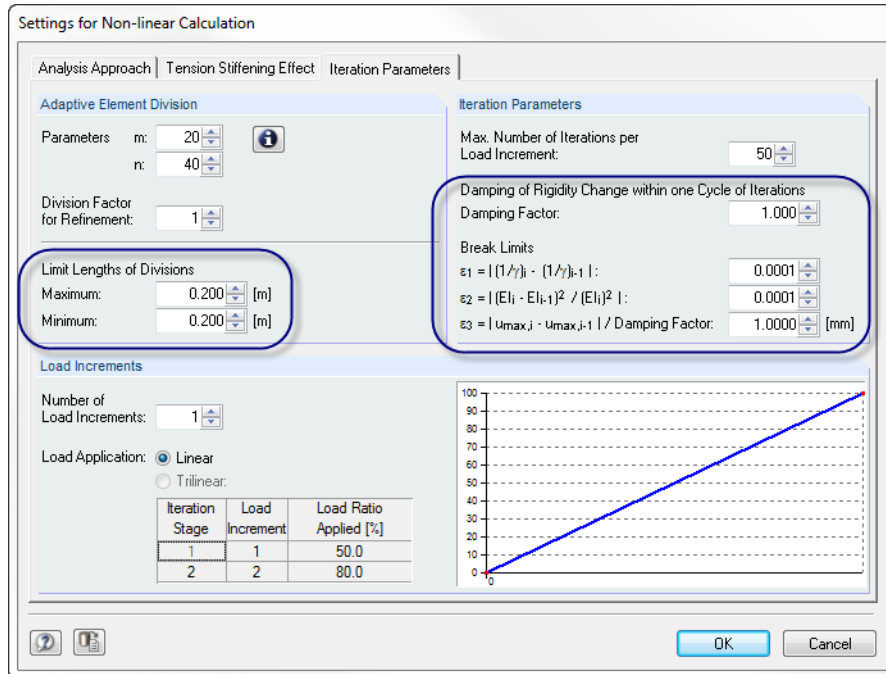 Settings for Non-linear Calculation
Analysis Approach
Tension Stiffening Effect
Iteration Parameters
Adaptive Element Division
Parameters m: 20
n: 40
Division Factor
for Refinement: 1
Limit Lengths of Divisions
Maximum: 0.200 [m]
Minimum: 0.200 [m]
Iteration Parameters
Max. Number of Iterations per
Load Increment: 50
Damping of Rigidity Change within one Cycle of Iterations
Damping Factor: 1.000
Break Limits
ε1 = | (1/γ)i - (1/γ)i-1 | : 0.0001
ε2 = | (EIi - EIi-1)² / (EIi)² | : 0.0001
ε3 = | umax,i - umax,i-1 | / Damping Factor: 1.0000 [mm]
Load Increments
Number of
Load Increments: 1
Load Application: Linear
Trilinear:
Iteration Load Load Ratio
Stage Increment Applied [%]
1 1 50.0
2 2 80.0
100
90
80
70
60
50
40
30
20
10
0
0
OK
Cancel